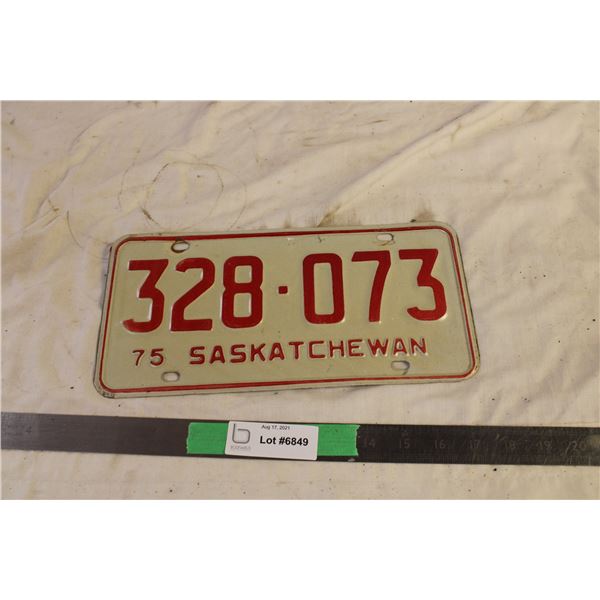 328-073
75 SASKATCHEWAN
Aug 17, 2021
Lot #6849
14 15 16 17 18 19 20